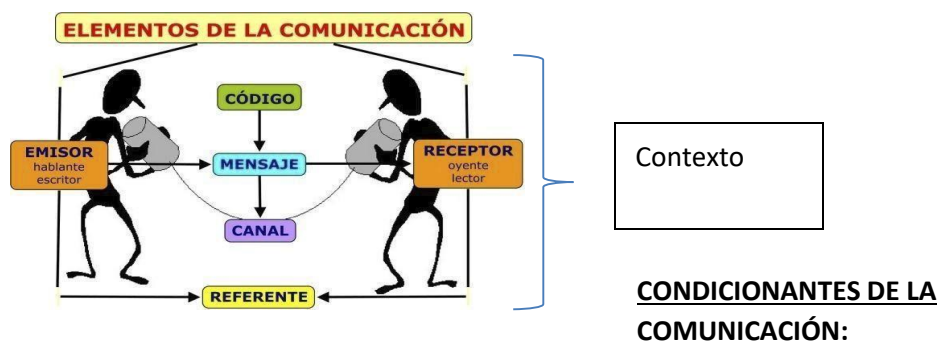 ELEMENTOS DE LA COMUNICACIÓN
CÓDIGO
EMISOR
hablante
escritor
MENSAJE
RECEPTOR
oyente
lector
CANAL
REFERENTE
Contexto
CONDICIONANTES DE LA
COMUNICACIÓN: